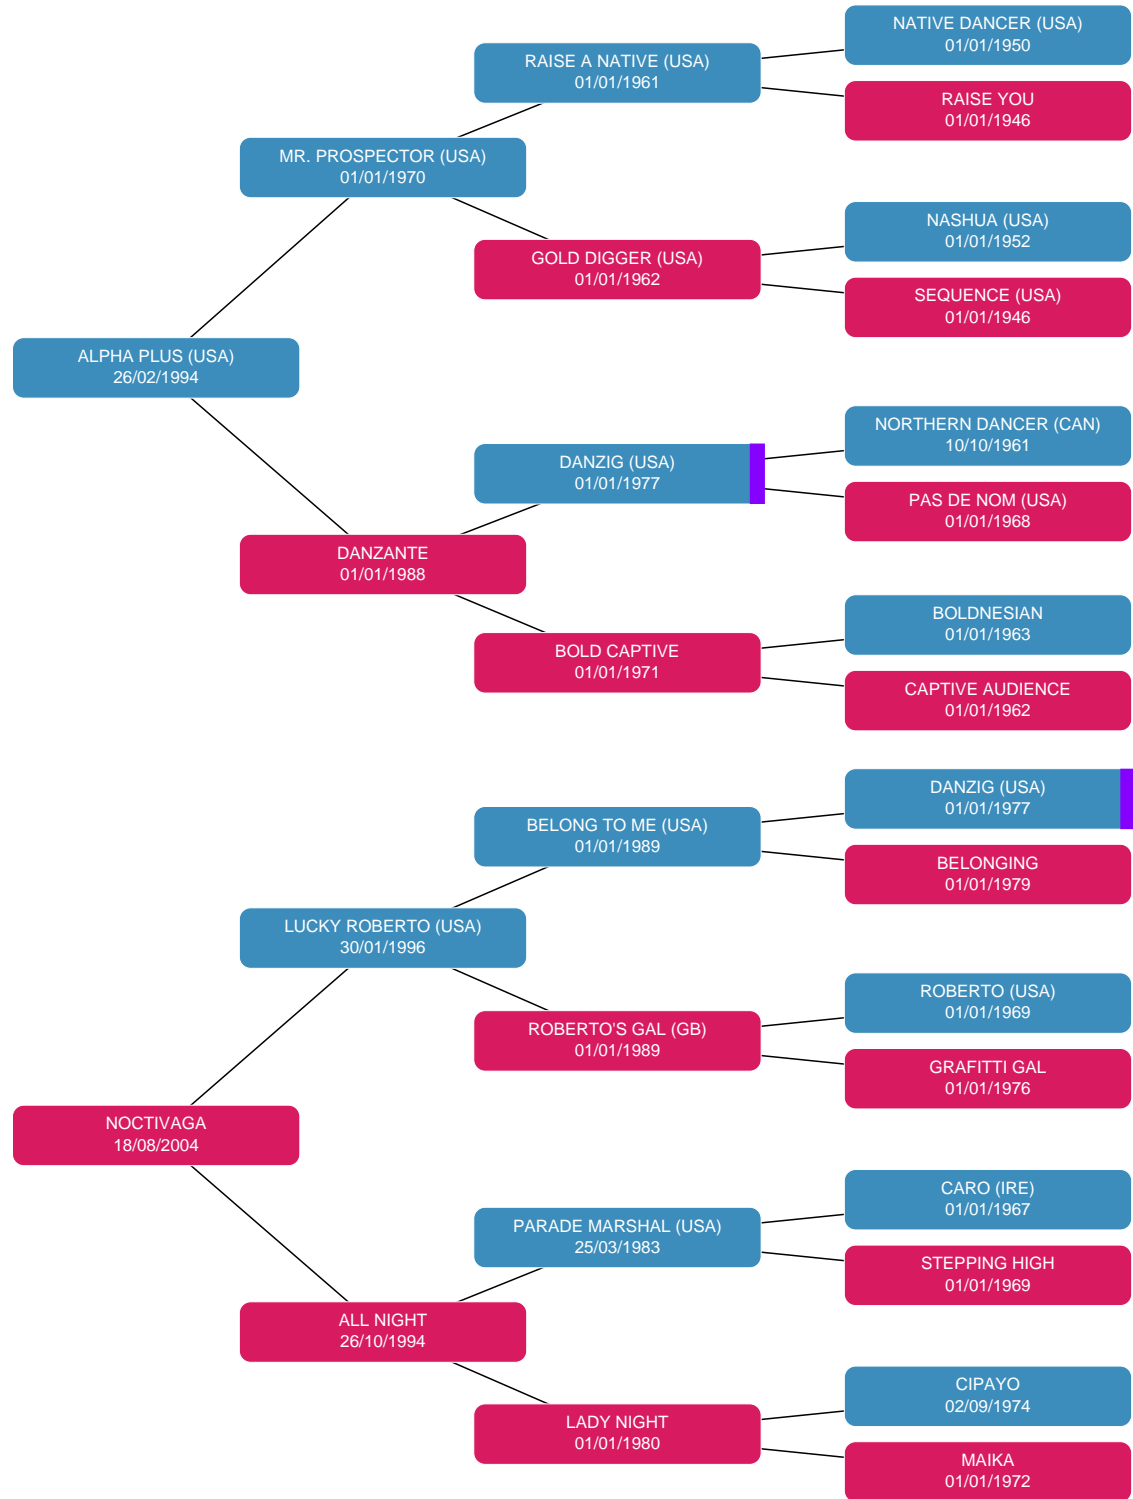 NATIVE DANCER (USA)
01/01/1950
RAISE A NATIVE (USA)
01/01/1961
RAISE YOU
01/01/1946
MR. PROSPECTOR (USA)
01/01/1970
NASHUA (USA)
01/01/1952
GOLD DIGGER (USA)
01/01/1962
SEQUENCE (USA)
01/01/1946
ALPHA PLUS (USA)
26/02/1994
NORTHERN DANCER (CAN)
10/10/1961
DANZIG (USA)
01/01/1977
PAS DE NOM (USA)
01/01/1968
DANZANTE
01/01/1988
BOLDNESIAN
01/01/1963
BOLD CAPTIVE
01/01/1971
CAPTIVE AUDIENCE
01/01/1962
DANZIG (USA)
01/01/1977
BELONG TO ME (USA)
01/01/1989
BELONGING
01/01/1979
LUCKY ROBERTO (USA)
30/01/1996
ROBERTO (USA)
01/01/1969
ROBERTO'S GAL (GB)
01/01/1989
GRAFITTI GAL
01/01/1976
NOCTIVAGA
18/08/2004
CARO (IRE)
01/01/1967
PARADE MARSHAL (USA)
25/03/1983
STEPPING HIGH
01/01/1969
ALL NIGHT
26/10/1994
CIPAYO
02/09/1974
LADY NIGHT
01/01/1980
MAIKA
01/01/1972